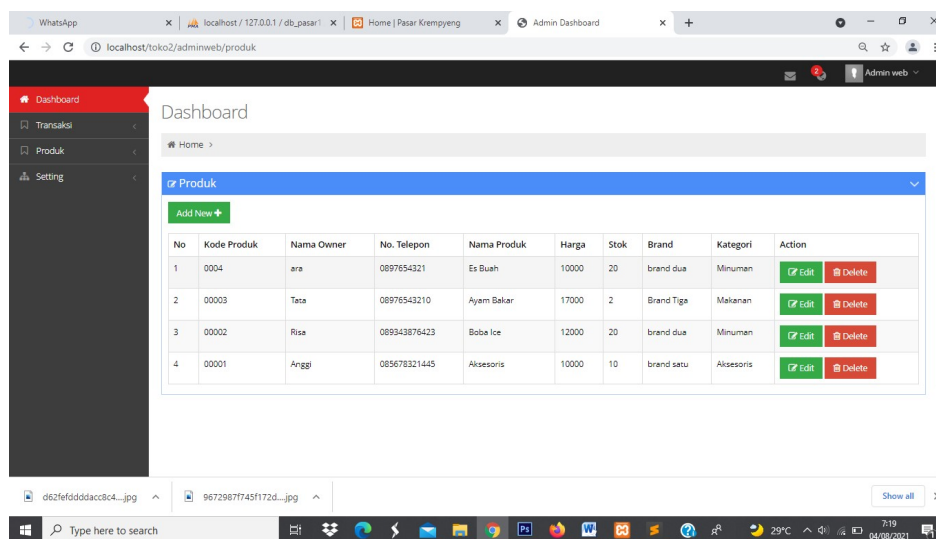 WhatsApp
localhost / 127.0.0.1 / db_pasar1
Home | Pasar Krempyeng
Admin Dashboard
localhost/toko2/adminweb/produk
2
Admin web
Dashboard
Transaksi
Produk
Setting
Dashboard
Home >
Produk
Add New +
No Kode Produk Nama Owner No. Telepon Nama Produk Harga Stok Brand Kategori Action
1 0004 ara 0897654321 Es Buah 10000 20 brand dua Minuman Edit Delete
2 00003 Tata 08976543210 Ayam Bakar 17000 2 Brand Tiga Makanan Edit Delete
3 00002 Risa 089343876423 Boba Ice 12000 20 brand dua Minuman Edit Delete
4 00001 Anggi 085678321445 Aksesoris 10000 10 brand satu Aksesoris Edit Delete
d62fefddddacc8c4....jpg
9672987f745f172d....jpg
Show all
Type here to search
Ps
29°C
7:19
04/08/2021